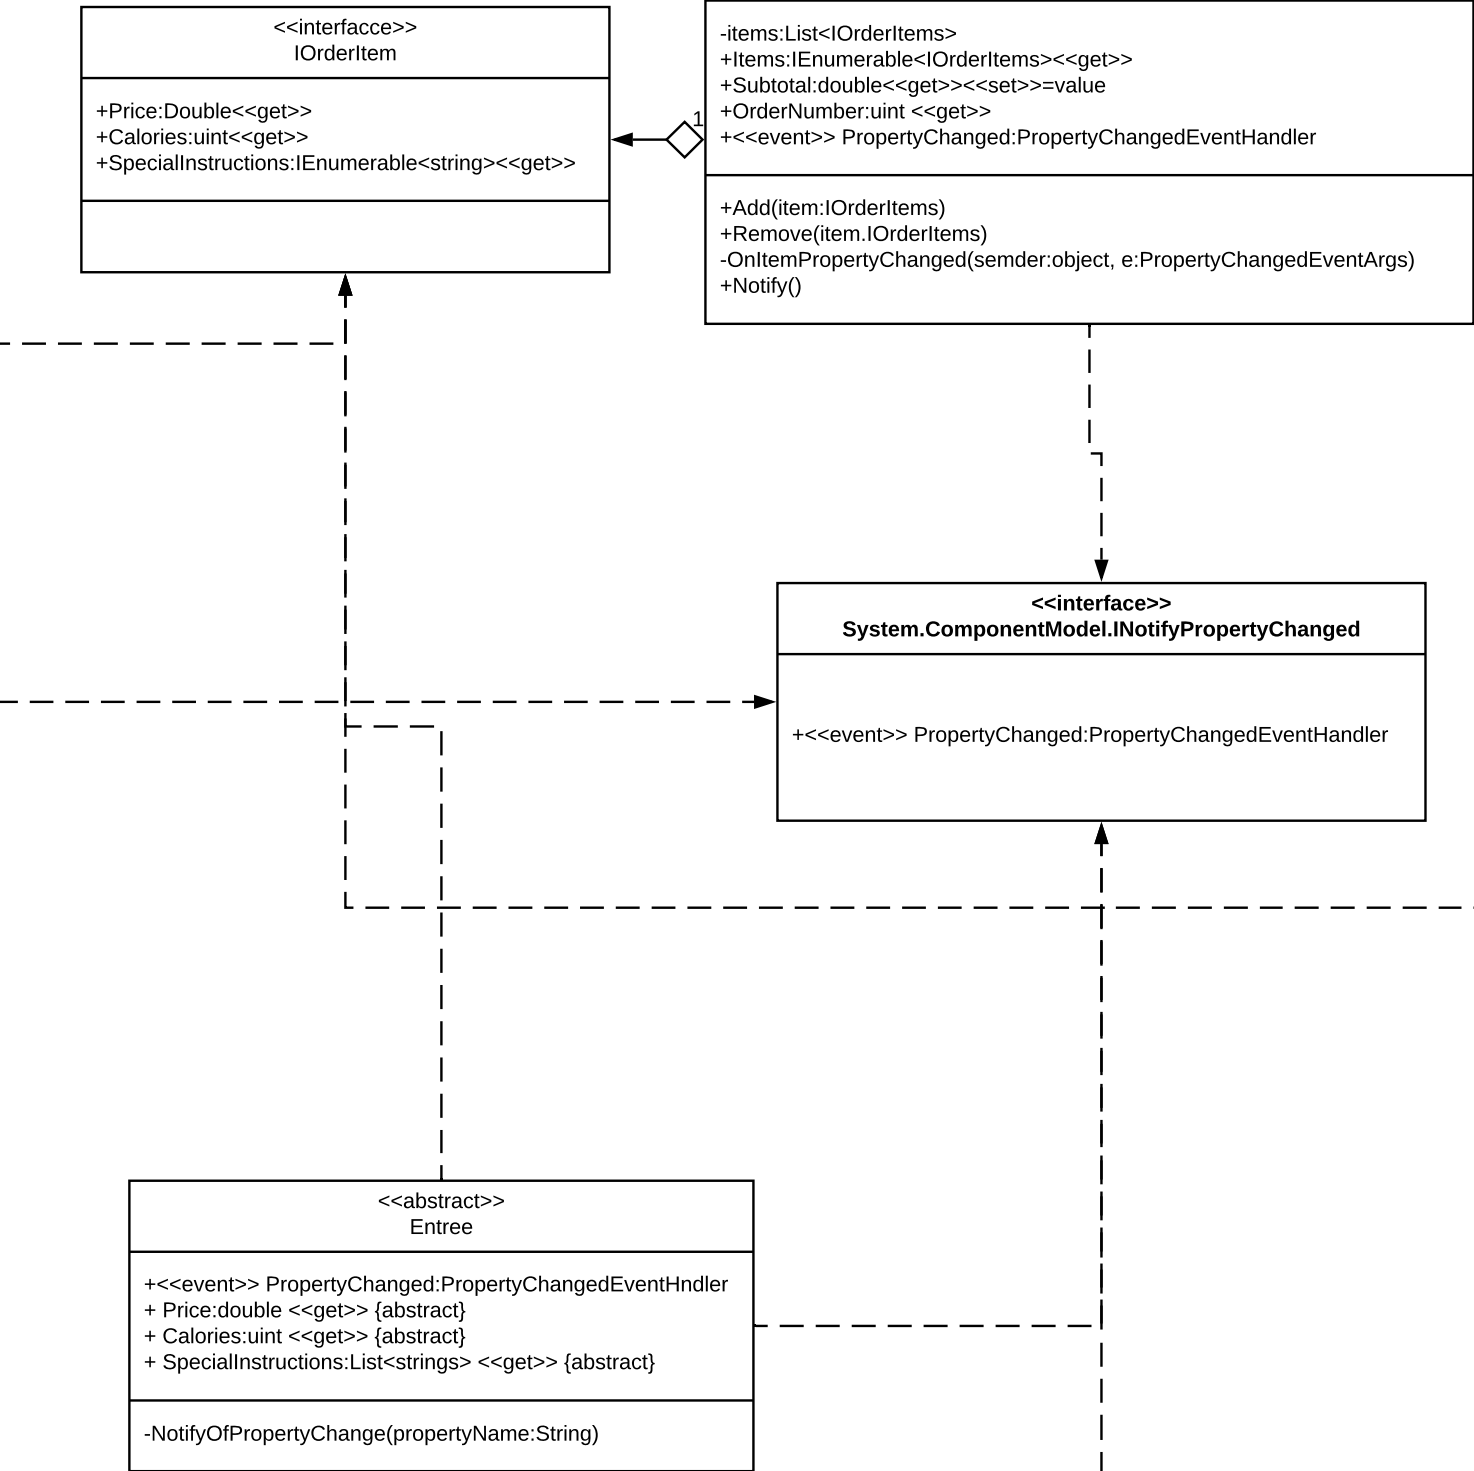 <<interfacce>>
IOrderItem
+Price:Double<<get>>
+Calories:uint<<get>>
+SpecialInstructions:IEnumerable<string><<get>>
1
-items:List<IOrderItems>
+Items:IEnumerable<IOrderItems><<get>>
+Subtotal:double<<get>><<set>>=value
+OrderNumber:uint <<get>>
+<<event>> PropertyChanged:PropertyChangedEventHandler
+Add(item:IOrderItems)
+Remove(item.IOrderItems)
-OnItemPropertyChanged(semder:object, e:PropertyChangedEventArgs)
+Notify()
<<interface>>
System.ComponentModel.INotifyPropertyChanged
+<<event>> PropertyChanged:PropertyChangedEventHandler
<<abstract>>
Entree
+<<event>> PropertyChanged:PropertyChangedEventHndler
+ Price:double <<get>> {abstract}
+ Calories:uint <<get>> {abstract}
+ SpecialInstructions:List<strings> <<get>> {abstract}
-NotifyOfPropertyChange(propertyName:String)